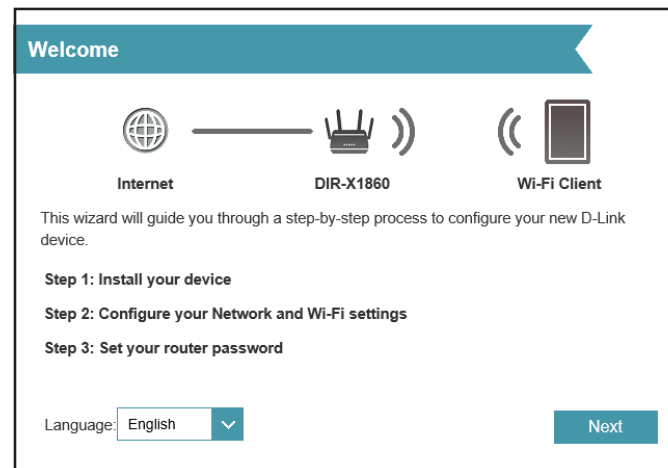 Welcome
Internet DIR-X1860 Wi-Fi Client
This wizard will guide you through a step-by-step process to configure your new D-Link
device.
Step 1: Install your device
Step 2: Configure your Network and Wi-Fi settings
Step 3: Set your router password
Language: English Next